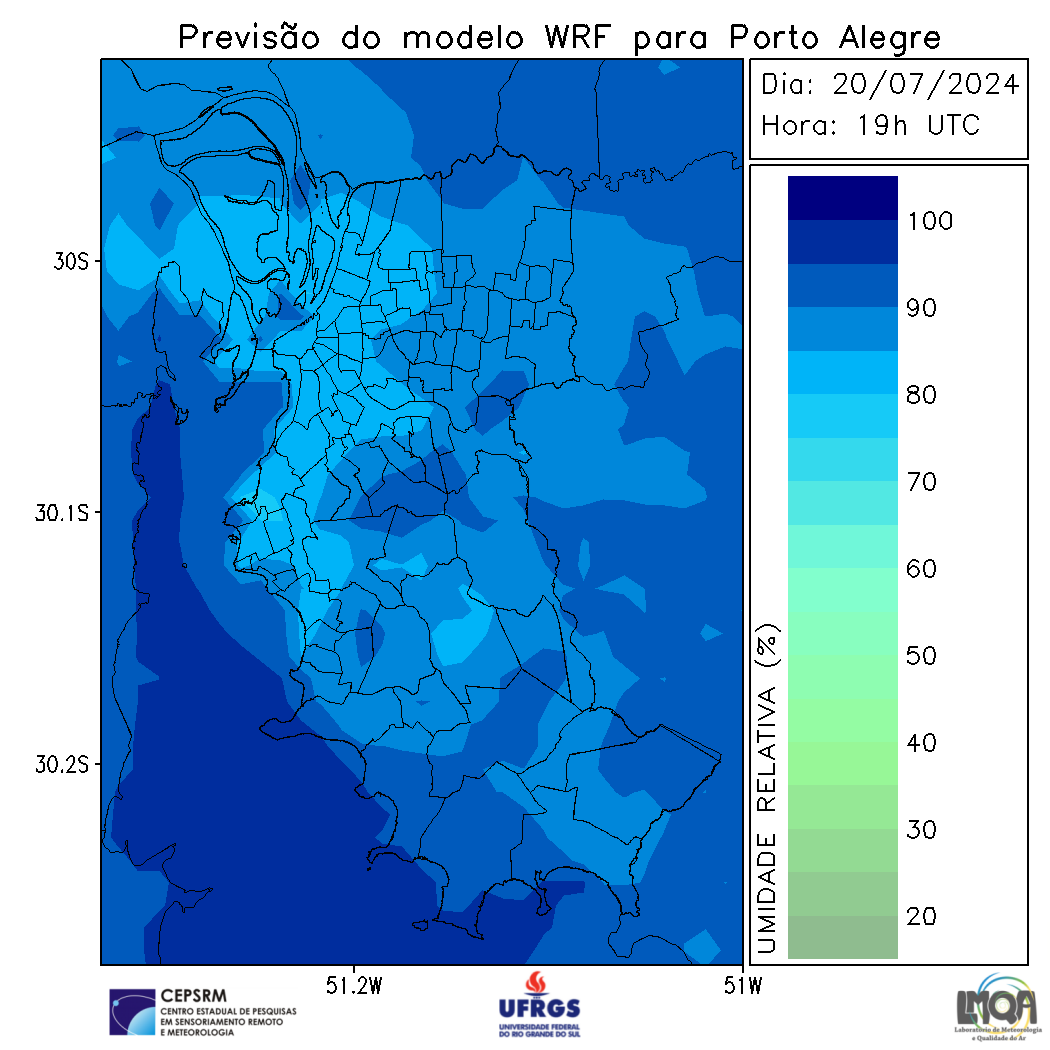 Previsão do modelo WRF para Porto Alegre
Dia: 20/07/2024
Hora: 19h UTC
30S
30.1S
30.2S
51.2W
51W
100
90
80
70
60
50
40
30
20
UMIDADE RELATIVA (%)
CEPSRM
CENTRO ESTADUAL DE PESQUISAS
EM SENSORIAMENTO REMOTO
E METEOROLOGIA
UFRGS
UNIVERSIDADE FEDERAL
DO RIO GRANDE DO SUL
LMQA
Laboratório de Meteorologia
e Qualidade do Ar